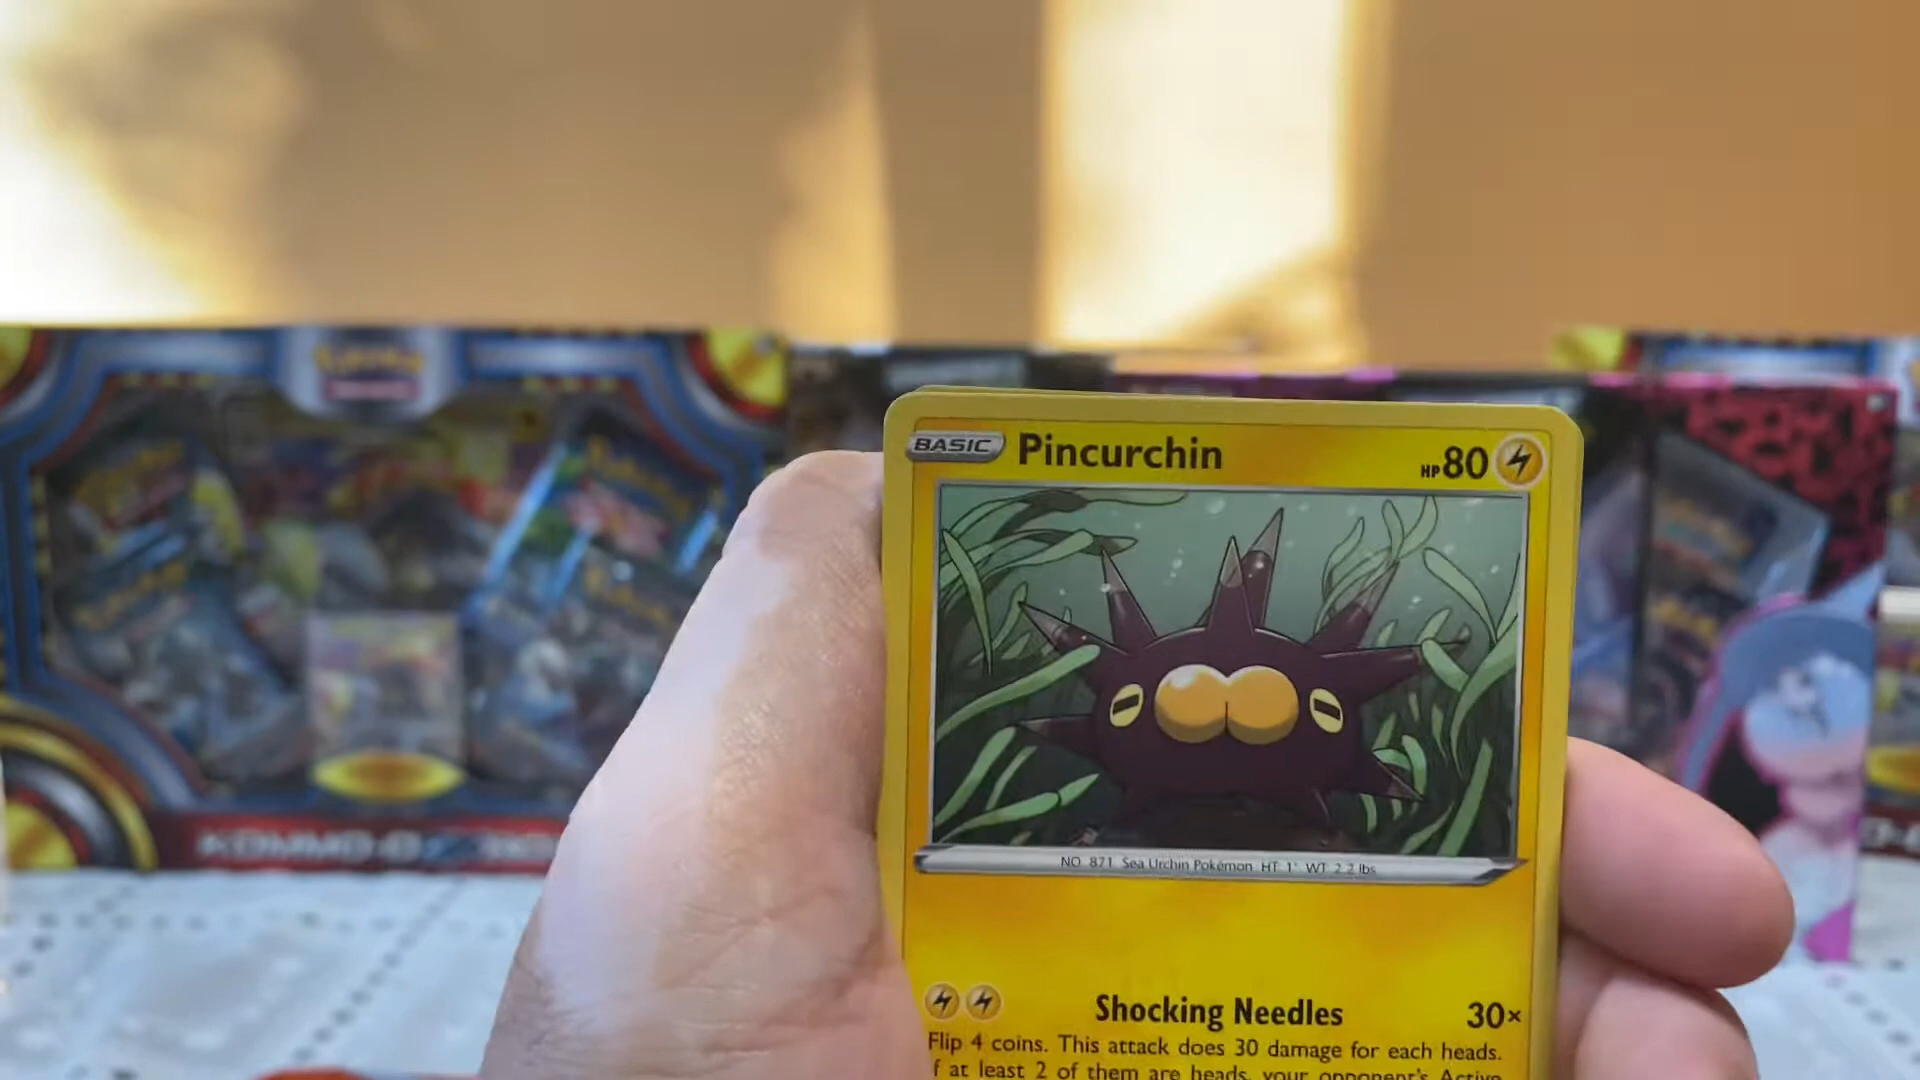 BASIC Pincurchin HP80
NO. 871 Sea Urchin Pokémon HT 1' WT 2.2 lbs
Shocking Needles 30×
Flip 4 coins. This attack does 30 damage for each heads.
f at least 2 of them are heads, your opponent's Active
KOMMO-O